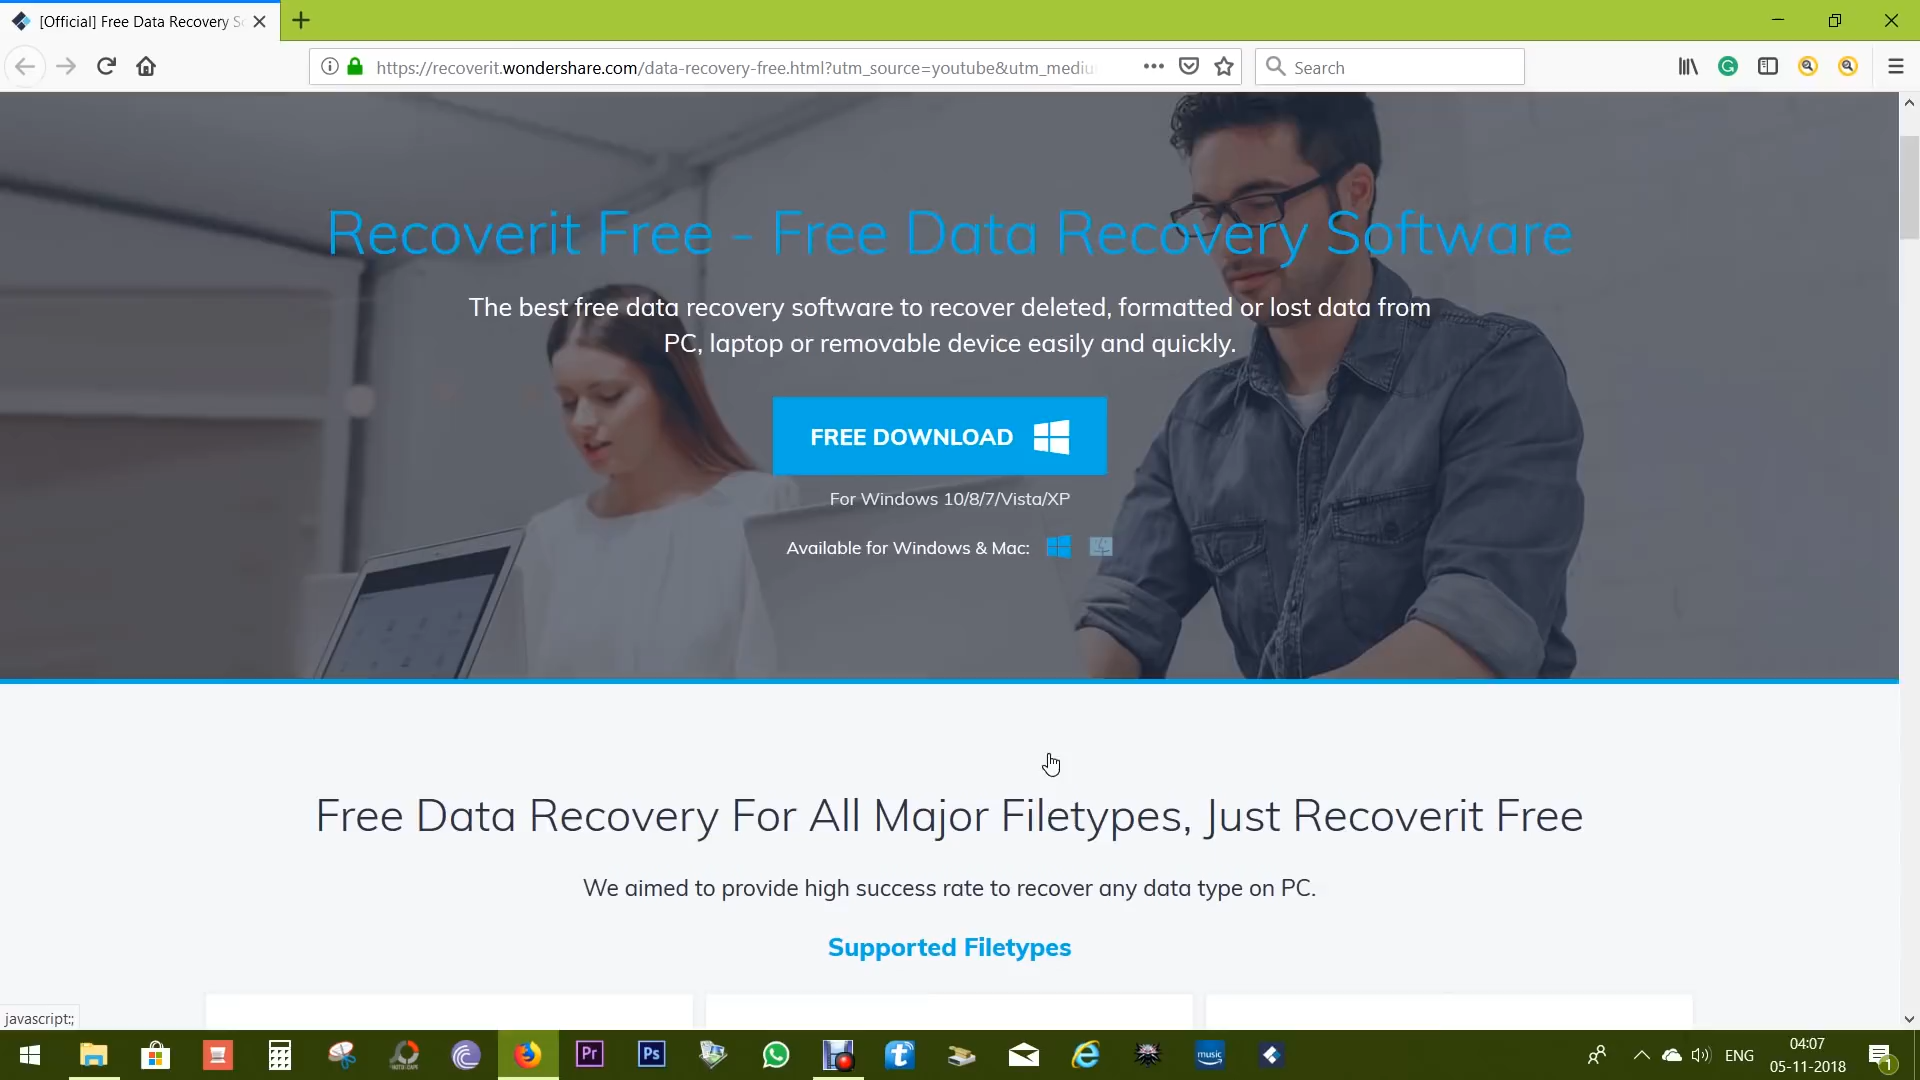 [Official] Free Data Recovery S
https://recoverit.wondershare.com/data-recovery-free.html?utm_source=youtube&utm_mediu
Search
Recoverit Free - Free Data Recovery Software
The best free data recovery software to recover deleted, formatted or lost data from
PC, laptop or removable device easily and quickly.
FREE DOWNLOAD
For Windows 10/8/7/Vista/XP
Available for Windows & Mac:
Free Data Recovery For All Major Filetypes, Just Recoverit Free
We aimed to provide high success rate to recover any data type on PC.
Supported Filetypes
javascript:;
Pr
Ps
music
ENG
04:07
05-11-2018
1